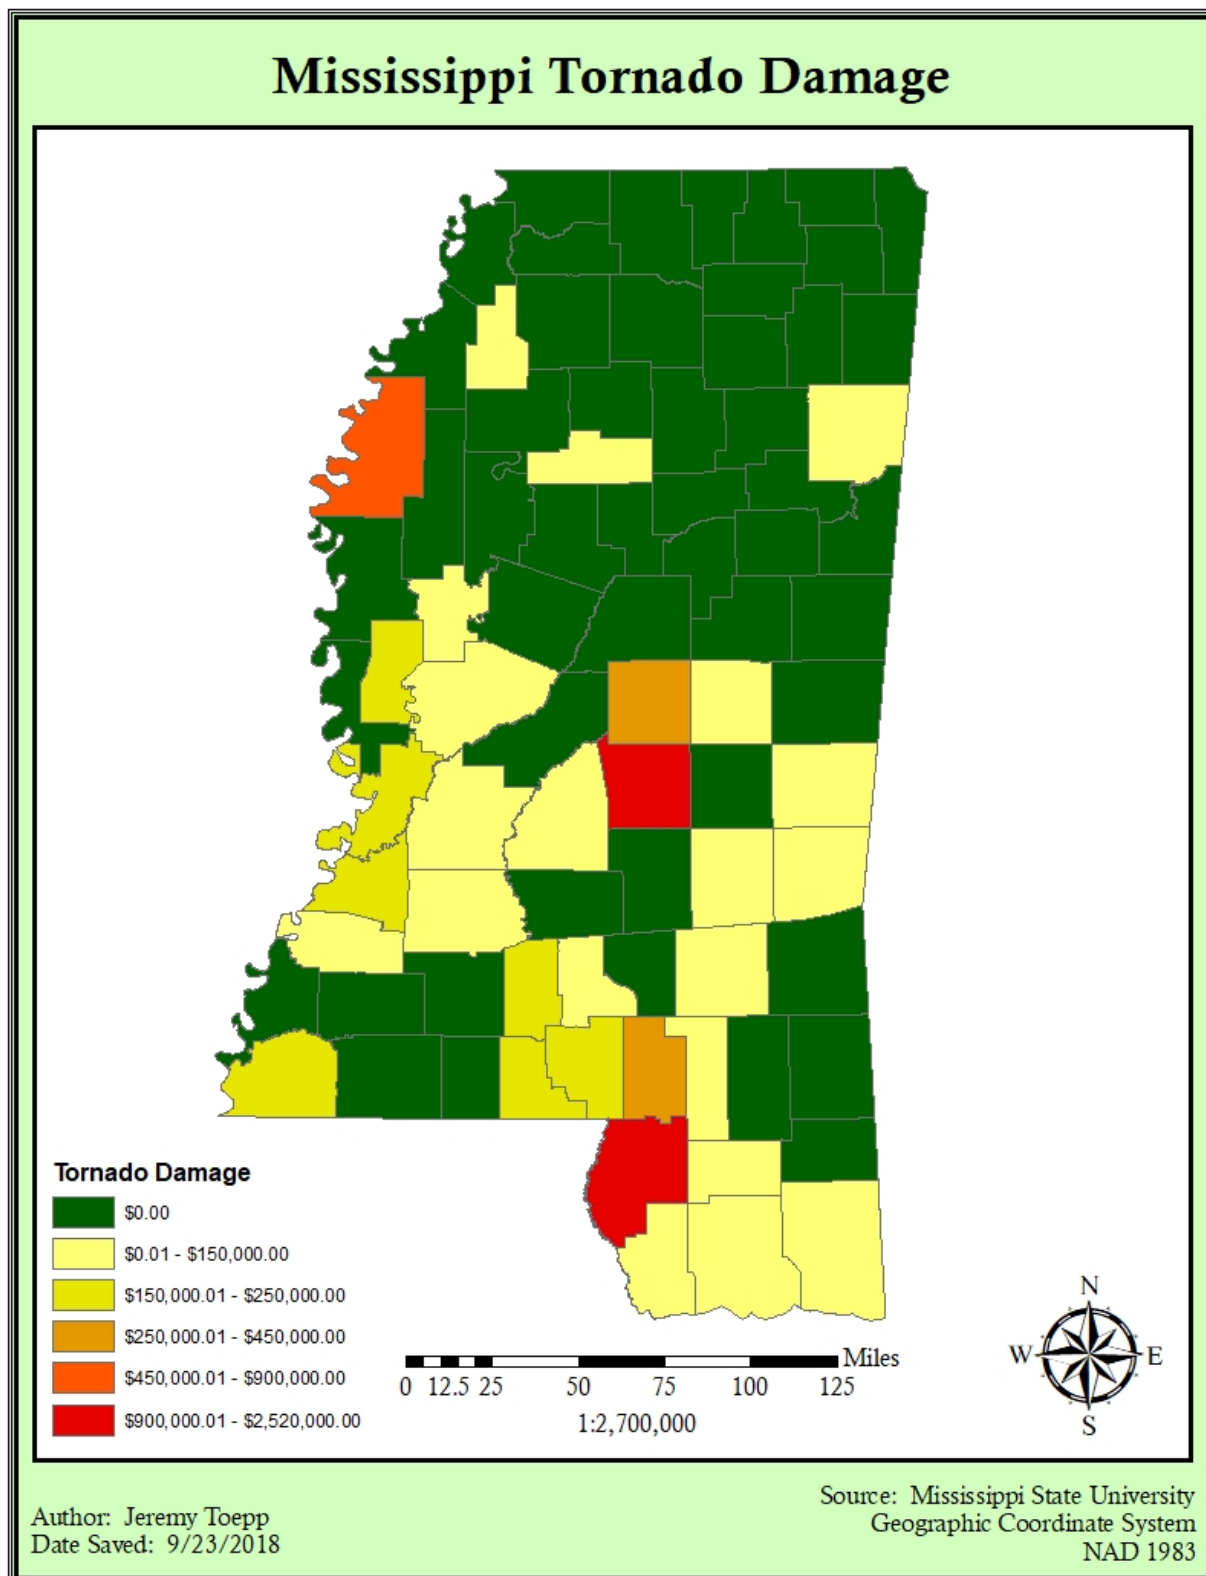 Mississippi Tornado Damage
Tornado Damage
$0.00
$0.01 - $150,000.00
$150,000.01 - $250,000.00
$250,000.01 - $450,000.00
$450,000.01 - $900,000.00
$900,000.01 - $2,520,000.00
Miles
0 12.5 25 50 75 100 125
1:2,700,000
N
W E
S
Author: Jeremy Toepp
Date Saved: 9/23/2018
Source: Mississippi State University
Geographic Coordinate System
NAD 1983